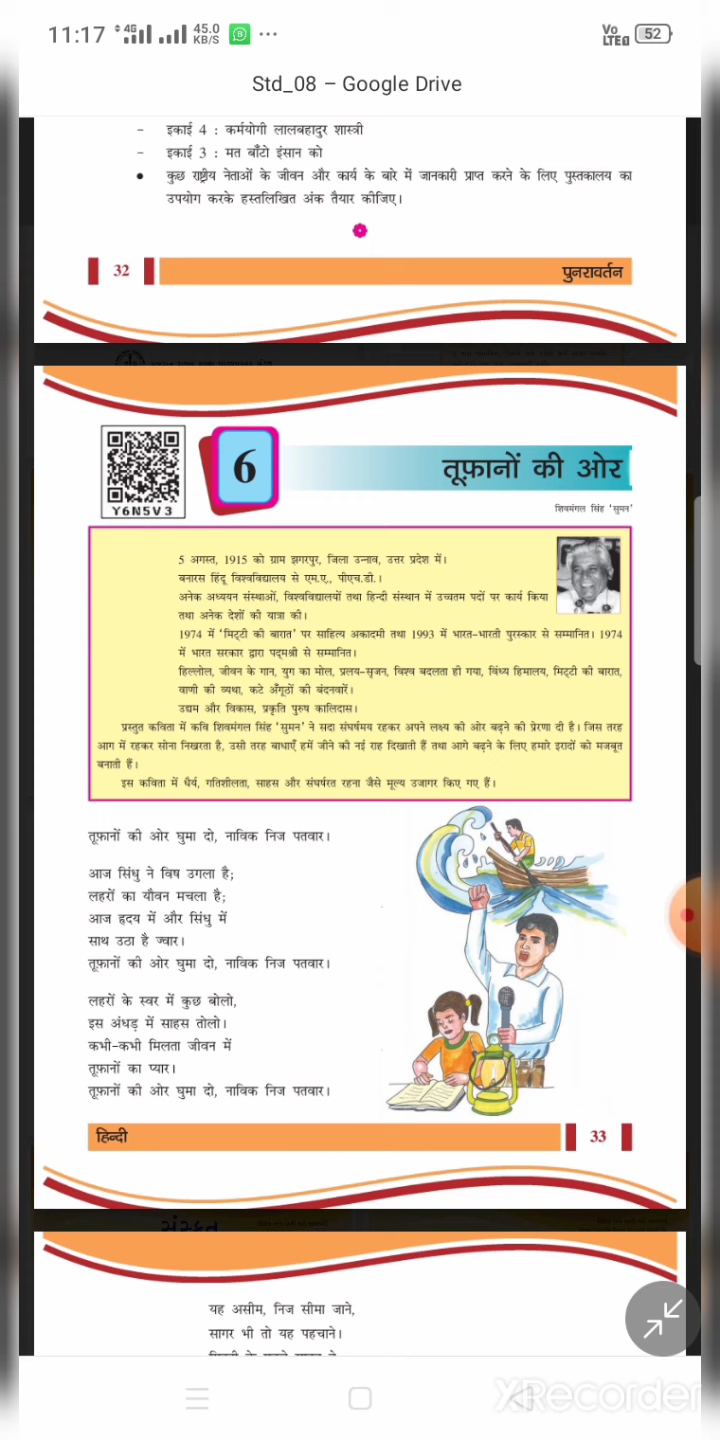 11:17 4G 45.0 KB/S Vo LTE 52
Std_08 – Google Drive
- इकाई 4 : कर्मयोगी लालबहादुर शास्त्री
- इकाई 3 : मत बाँटो इंसान को
• कुछ राष्ट्रीय नेताओं के जीवन और कार्य के बारे में जानकारी प्राप्त करने के लिए पुस्तकालय का
उपयोग करके हस्तलिखित अंक तैयार कीजिए।
32 पुनरावर्तन
6 तूफ़ानों की ओर
Y6N5V3
शिवमंगल सिंह 'सुमन'
5 अगस्त, 1915 को ग्राम झगरपुर, जिला उन्नाव, उत्तर प्रदेश में।
बनारस हिंदू विश्वविद्यालय से एम.ए., पीएच.डी.।
अनेक अध्ययन संस्थाओं, विश्वविद्यालयों तथा हिन्दी संस्थान में उच्चतम पदों पर कार्य किया
तथा अनेक देशों की यात्रा की।
1974 में 'मिट्टी की बारात' पर साहित्य अकादमी तथा 1993 में भारत-भारती पुरस्कार से सम्मानित। 1974
में भारत सरकार द्वारा पद्मश्री से सम्मानित।
हिल्लोल, जीवन के गान, युग का मोल, प्रलय-सृजन, विश्व बदलता ही गया, विंध्य हिमालय, मिट्टी की बारात,
वाणी की व्यथा, कटे अँगूठों की बंदनवारें।
उद्यम और विकास, प्रकृति पुरुष कालिदास।
प्रस्तुत कविता में कवि शिवमंगल सिंह 'सुमन' ने सदा संघर्षमय रहकर अपने लक्ष्य की ओर बढ़ने की प्रेरणा दी है। जिस तरह
आग में रहकर सोना निखरता है, उसी तरह बाधाएँ हमें जीने की नई राह दिखाती हैं तथा आगे बढ़ने के लिए हमारे इरादों को मजबूत
बनाती हैं।
इस कविता में धैर्य, गतिशीलता, साहस और संघर्षरत रहना जैसे मूल्य उजागर किए गए हैं।
तूफ़ानों की ओर घुमा दो, नाविक निज पतवार।
आज सिंधु ने विष उगला है;
लहरों का यौवन मचला है;
आज हृदय में और सिंधु में
साथ उठा है ज्वार।
तूफ़ानों की ओर घुमा दो, नाविक निज पतवार।
लहरों के स्वर में कुछ बोलो,
इस अंधड़ में साहस तोलो।
कभी-कभी मिलता जीवन में
तूफ़ानों का प्यार।
तूफ़ानों की ओर घुमा दो, नाविक निज पतवार।
हिन्दी 33
यह असीम, निज सीमा जाने,
सागर भी तो यह पहचाने।
XRecorder